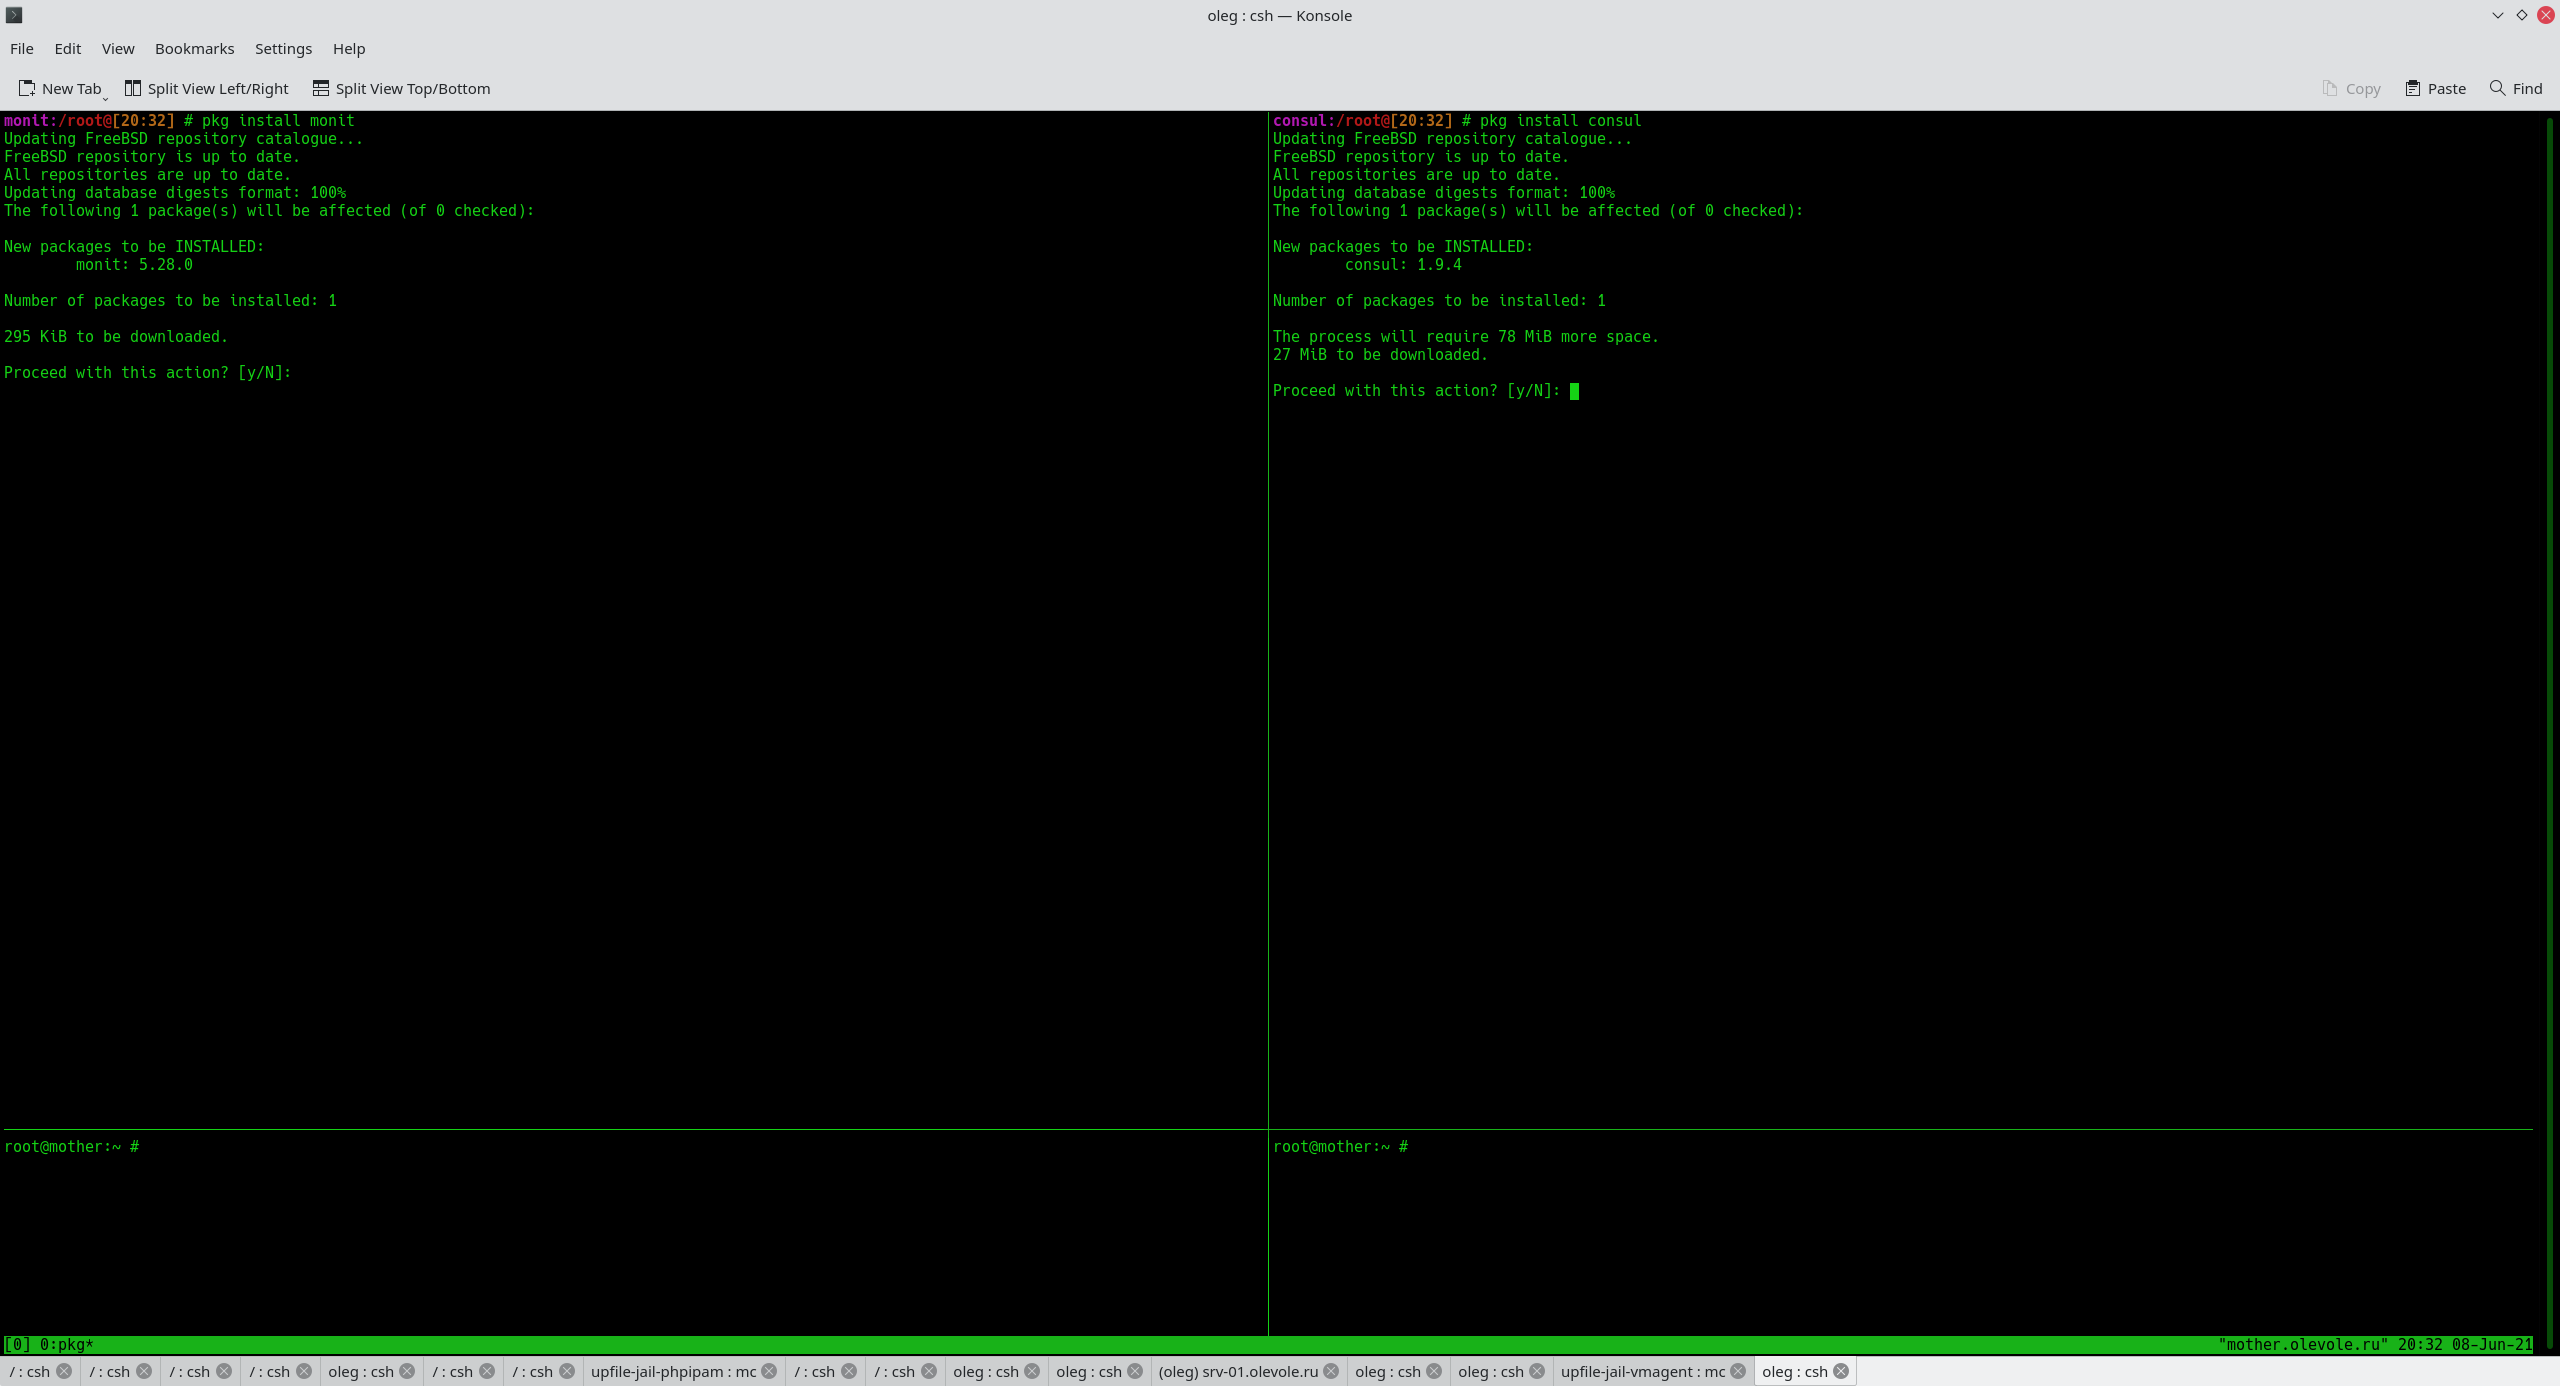 oleg : csh — Konsole
File Edit View Bookmarks Settings Help
New Tab Split View Left/Right Split View Top/Bottom Copy Paste Find
monit:/root@[20:32] # pkg install monit
Updating FreeBSD repository catalogue...
FreeBSD repository is up to date.
All repositories are up to date.
Updating database digests format: 100%
The following 1 package(s) will be affected (of 0 checked):
New packages to be INSTALLED:
monit: 5.28.0
Number of packages to be installed: 1
295 KiB to be downloaded.
Proceed with this action? [y/N]:
consul:/root@[20:32] # pkg install consul
Updating FreeBSD repository catalogue...
FreeBSD repository is up to date.
All repositories are up to date.
Updating database digests format: 100%
The following 1 package(s) will be affected (of 0 checked):
New packages to be INSTALLED:
consul: 1.9.4
Number of packages to be installed: 1
The process will require 78 MiB more space.
27 MiB to be downloaded.
Proceed with this action? [y/N]:
root@mother:~ #
root@mother:~ #
[0] 0:pkg* "mother.olevole.ru" 20:32 08-Jun-21
/ : csh / : csh / : csh / : csh oleg : csh / : csh / : csh upfile-jail-phpipam : mc / : csh / : csh oleg : csh oleg : csh (oleg) srv-01.olevole.ru oleg : csh oleg : csh upfile-jail-vmagent : mc oleg : csh